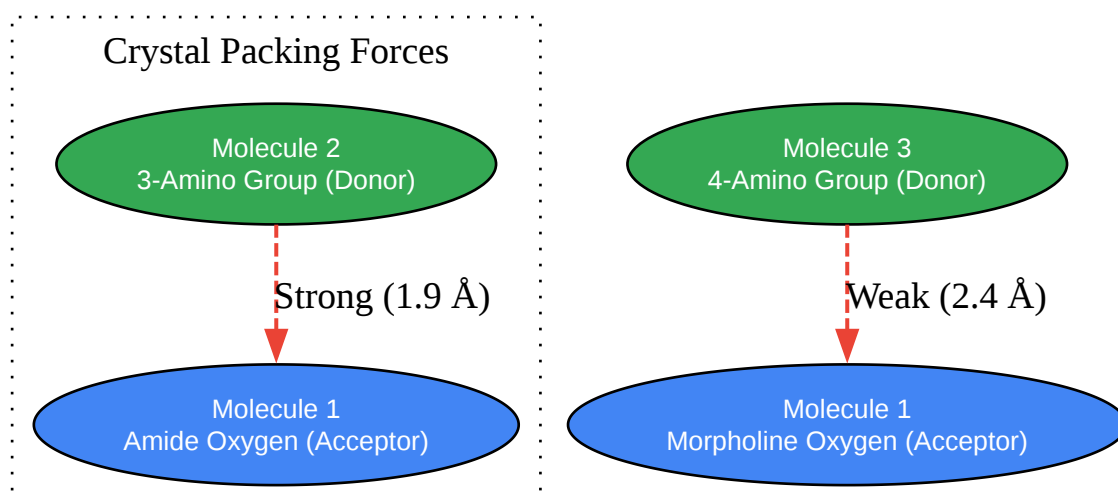 Crystal Packing Forces
Molecule 2
3-Amino Group (Donor)
Strong (1.9 Å)
Molecule 1
Amide Oxygen (Acceptor)
Molecule 3
4-Amino Group (Donor)
Weak (2.4 Å)
Molecule 1
Morpholine Oxygen (Acceptor)